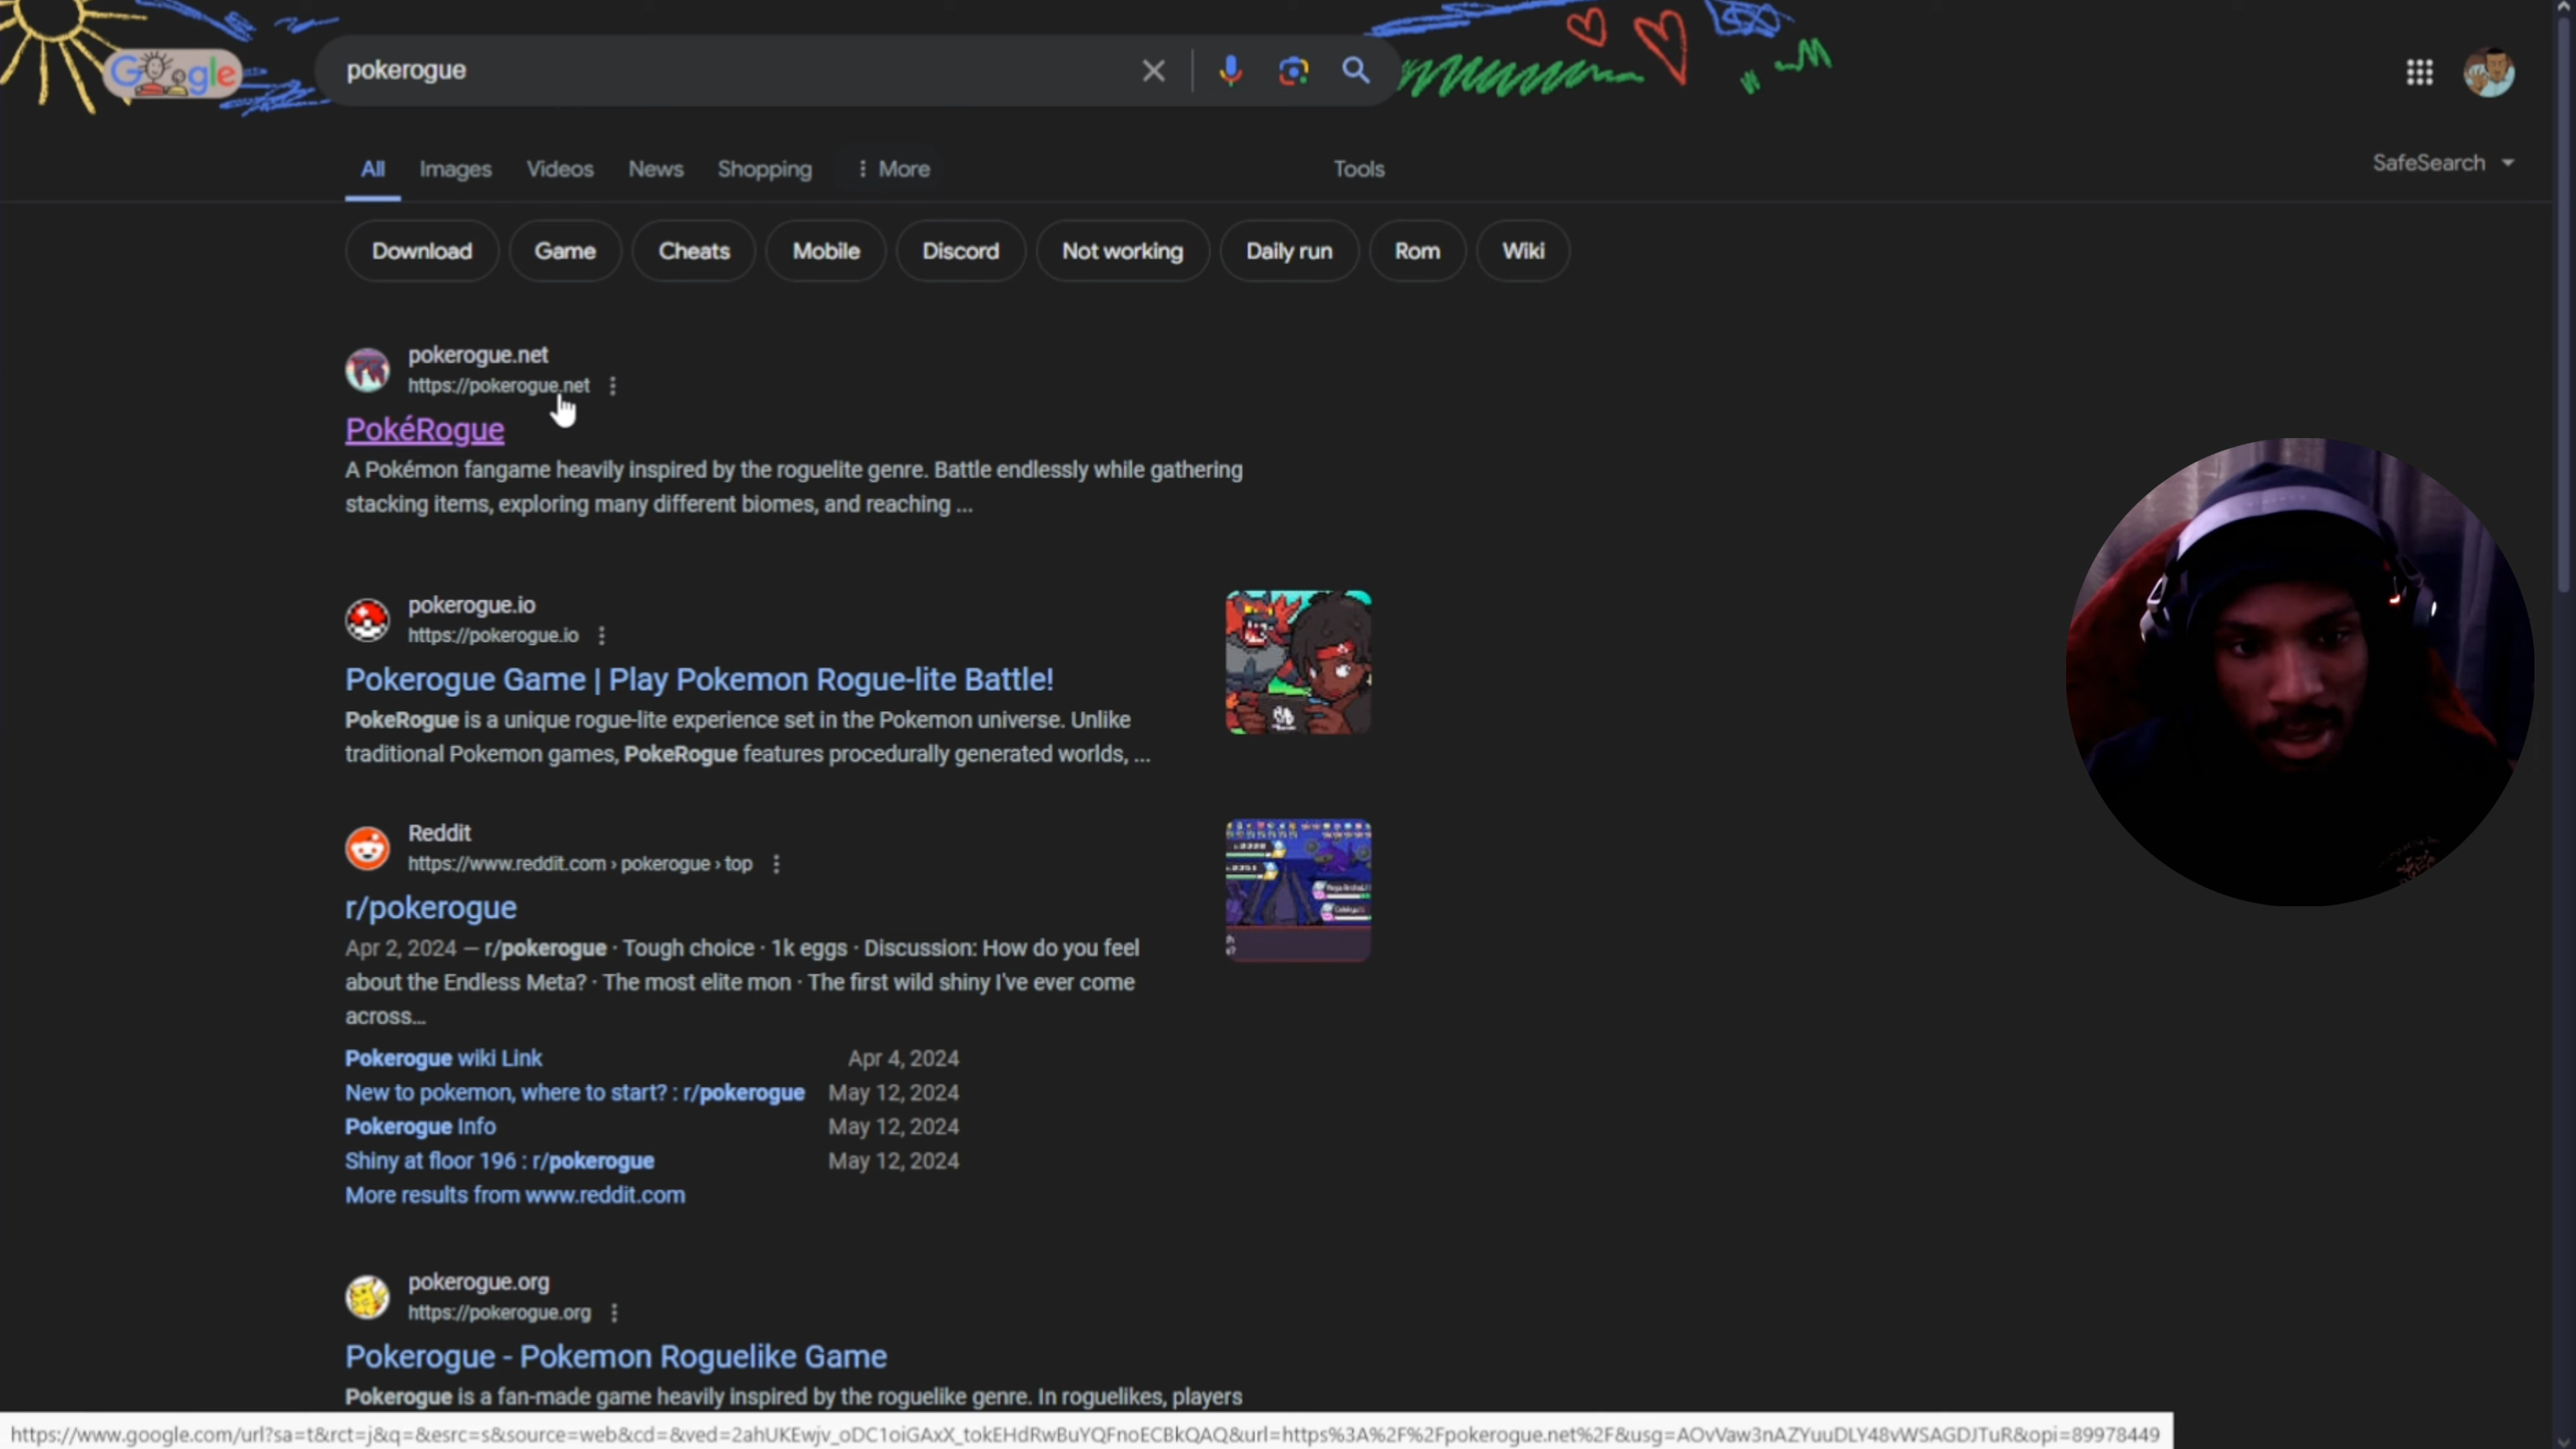 Google
pokerogue
All Images Videos News Shopping More Tools SafeSearch
Download Game Cheats Mobile Discord Not working Daily run Rom Wiki
pokerogue.net
https://pokerogue.net
PokéRogue
A Pokémon fangame heavily inspired by the roguelite genre. Battle endlessly while gathering
stacking items, exploring many different biomes, and reaching ...
pokerogue.io
https://pokerogue.io
Pokerogue Game | Play Pokemon Rogue-lite Battle!
PokeRogue is a unique rogue-lite experience set in the Pokemon universe. Unlike
traditional Pokemon games, PokeRogue features procedurally generated worlds, ...
Reddit
https://www.reddit.com › pokerogue › top
r/pokerogue
Apr 2, 2024 — r/pokerogue · Tough choice · 1k eggs · Discussion: How do you feel
about the Endless Meta? · The most elite mon · The first wild shiny I've ever come
across...
Pokerogue wiki Link Apr 4, 2024
New to pokemon, where to start? : r/pokerogue May 12, 2024
Pokerogue Info May 12, 2024
Shiny at floor 196 : r/pokerogue May 12, 2024
More results from www.reddit.com
pokerogue.org
https://pokerogue.org
Pokerogue - Pokemon Roguelike Game
Pokerogue is a fan-made game heavily inspired by the roguelike genre. In roguelikes, players
https://www.google.com/url?sa=t&rct=j&q=&esrc=s&source=web&cd=&ved=2ahUKEwjv_oDC1oiGAxX_tokEHdRwBuYQFnoECBkQAQ&url=https%3A%2F%2Fpokerogue.net%2F&usg=AOvVaw3nAZYuuDLY48vWSAGDJTuR&opi=89978449